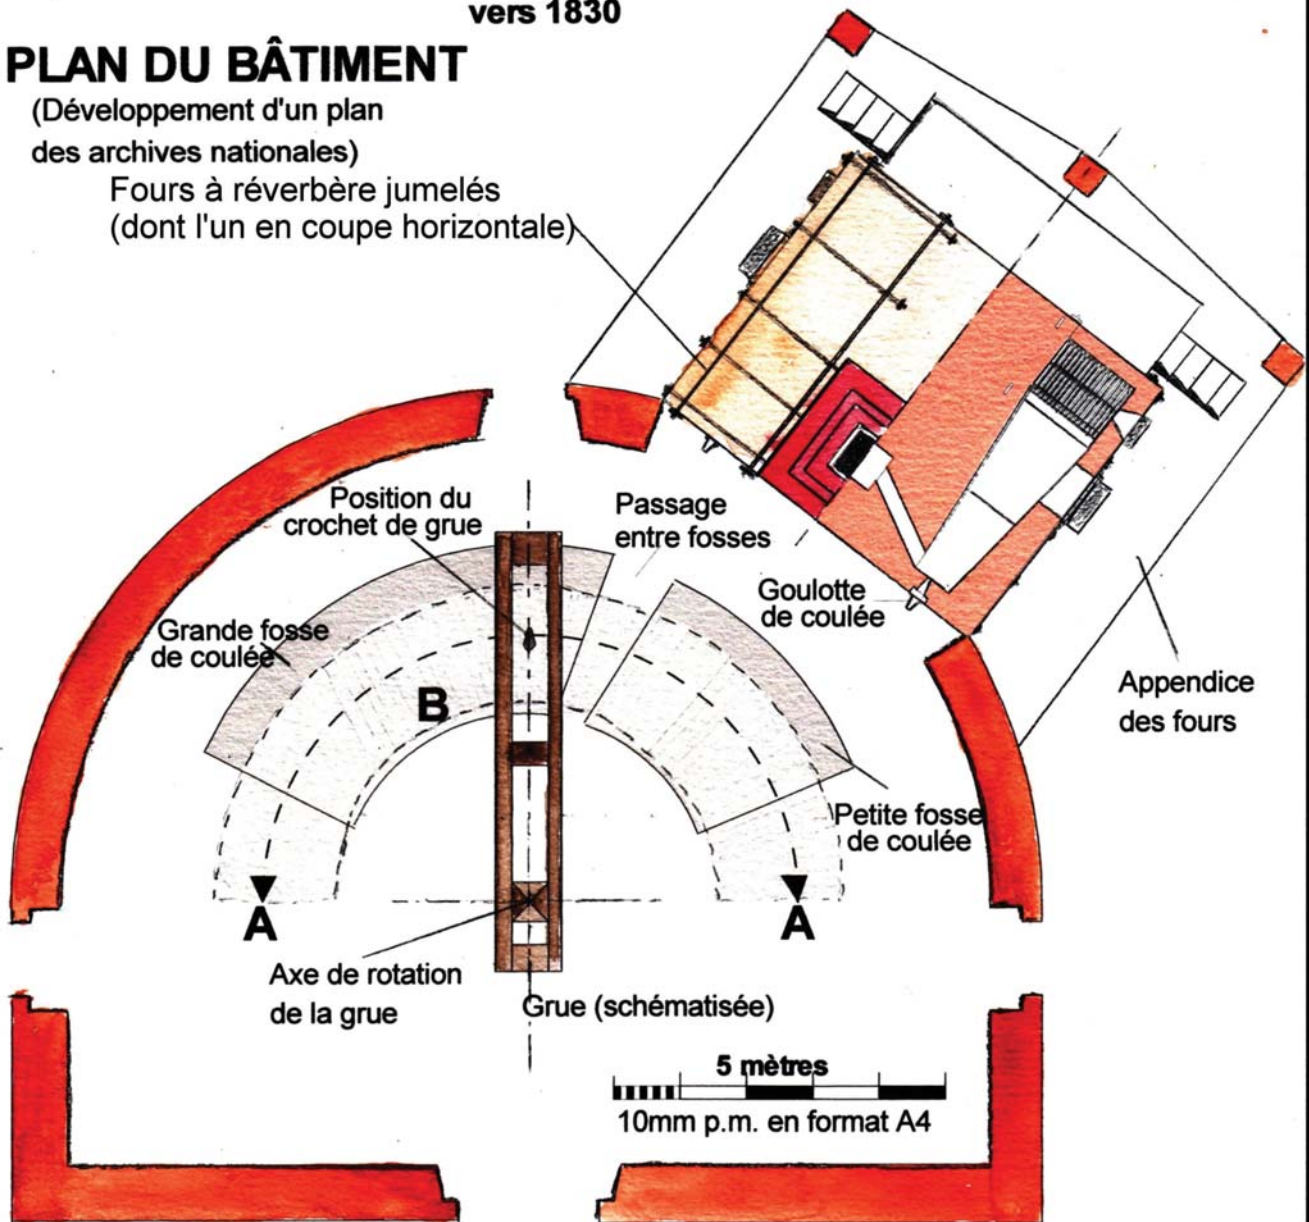 vers 1830
PLAN DU BÂTIMENT
(Développement d'un plan
des archives nationales)
Fours à réverbère jumelés
(dont l'un en coupe horizontale)
Position du
crochet de grue
Passage
entre fosses
Goulotte
de coulée
Grande fosse
de coulée
B
Appendice
des fours
Petite fosse
de coulée
A
A
Axe de rotation
de la grue
Grue (schématisée)
5 mètres
10mm p.m. en format A4